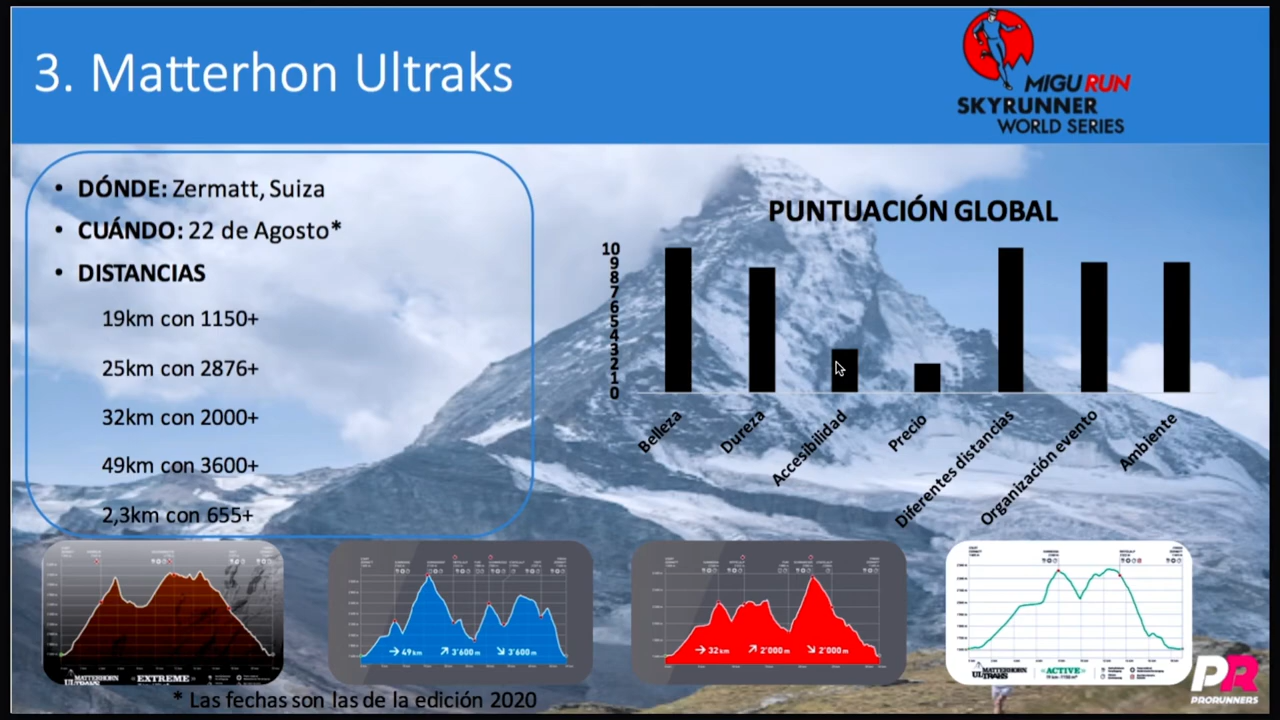 3. Matterhon Ultraks
MIGU RUN
SKYRUNNER
WORLD SERIES
• DÓNDE: Zermatt, Suiza
• CUÁNDO: 22 de Agosto*
• DISTANCIAS
19km con 1150+
25km con 2876+
32km con 2000+
49km con 3600+
2,3km con 655+
PUNTUACIÓN GLOBAL
10
9
8
7
6
5
4
3
2
1
0
Belleza
Dureza
Accesibilidad
Precio
Diferentes distancias
Organización evento
Ambiente
MATTERHORN
ULTRAKS
EXTREME
49 km 3'600 m 3'600 m
32 km 2'000 m 2'000 m
MATTERHORN
ULTRAKS
ACTIVE
PR
PRORUNNERS
* Las fechas son las de la edición 2020